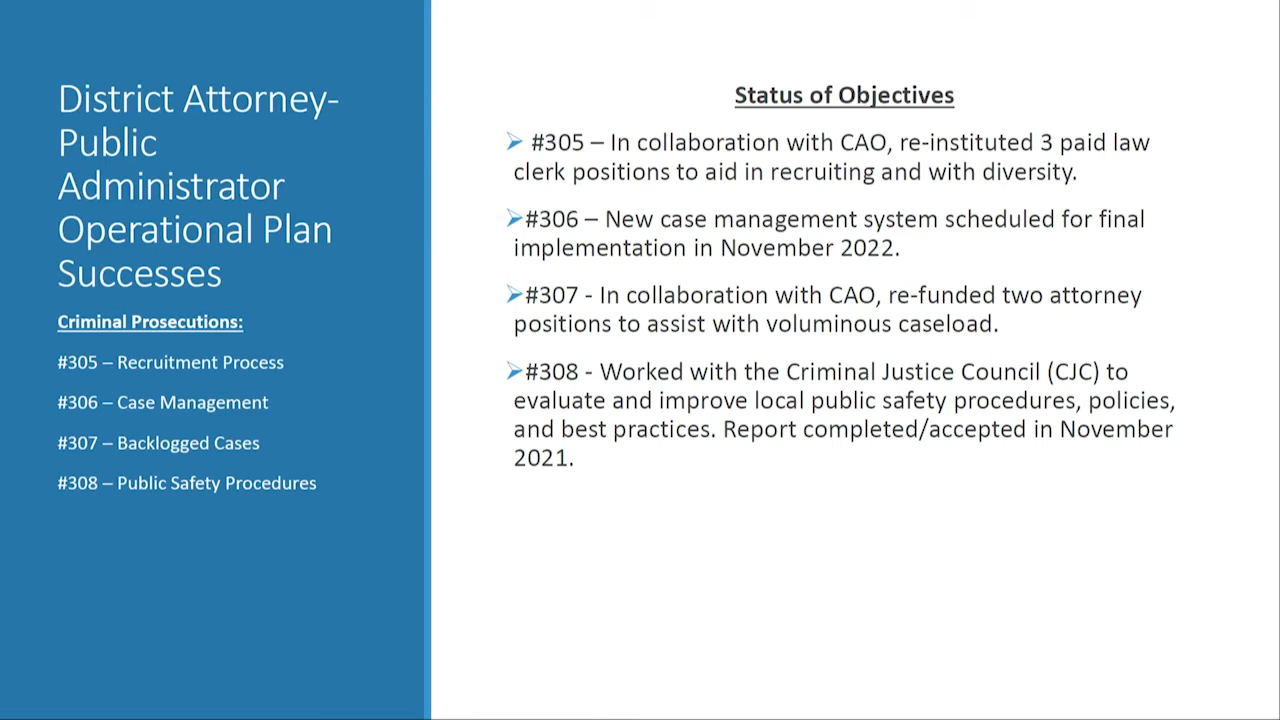 District Attorney-
Public
Administrator
Operational Plan
Successes
Criminal Prosecutions:
#305 – Recruitment Process
#306 – Case Management
#307 – Backlogged Cases
#308 – Public Safety Procedures
Status of Objectives
#305 – In collaboration with CAO, re-instituted 3 paid law
clerk positions to aid in recruiting and with diversity.
#306 – New case management system scheduled for final
implementation in November 2022.
#307 - In collaboration with CAO, re-funded two attorney
positions to assist with voluminous caseload.
#308 - Worked with the Criminal Justice Council (CJC) to
evaluate and improve local public safety procedures, policies,
and best practices. Report completed/accepted in November
2021.